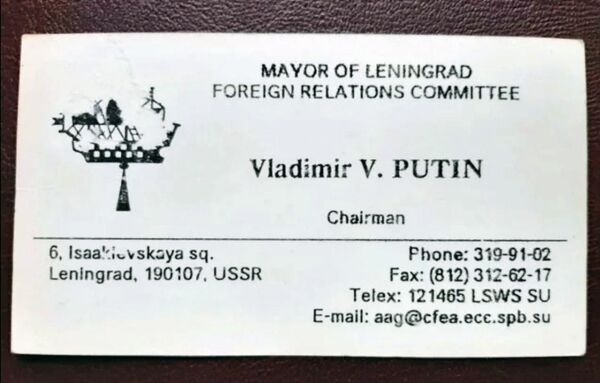 MAYOR OF LENINGRAD
FOREIGN RELATIONS COMMITTEE
Vladimir V. PUTIN
Chairman
6, Isaakievskaya sq.
Leningrad, 190107, USSR
Phone: 319-91-02
Fax: (812) 312-62-17
Telex: 121465 LSWS SU
E-mail: aag@cfea.ecc.spb.su